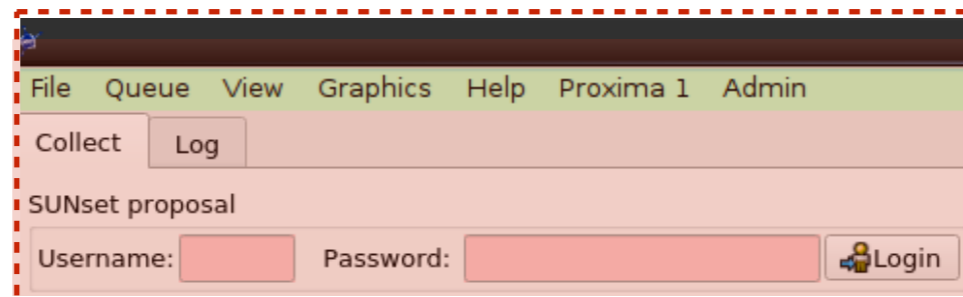 File Queue View Graphics Help Proxima 1 Admin
Collect Log
SUNset proposal
Username: Password: Login